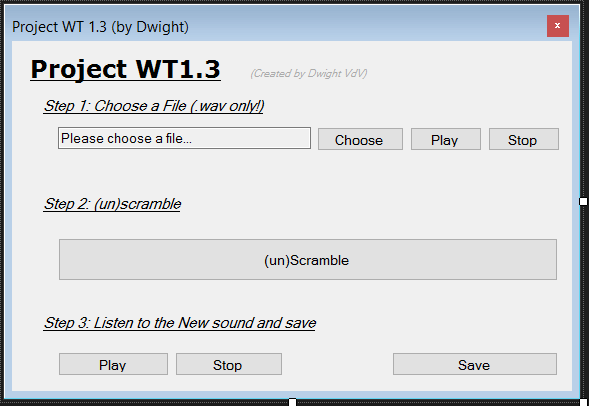 Project WT 1.3 (by Dwight)
x
Project WT1.3 (Created by Dwight VdV)
Step 1: Choose a File (.wav only!)
Please choose a file... Choose Play Stop
Step 2: (un)scramble
(un)Scramble
Step 3: Listen to the New sound and save
Play Stop Save